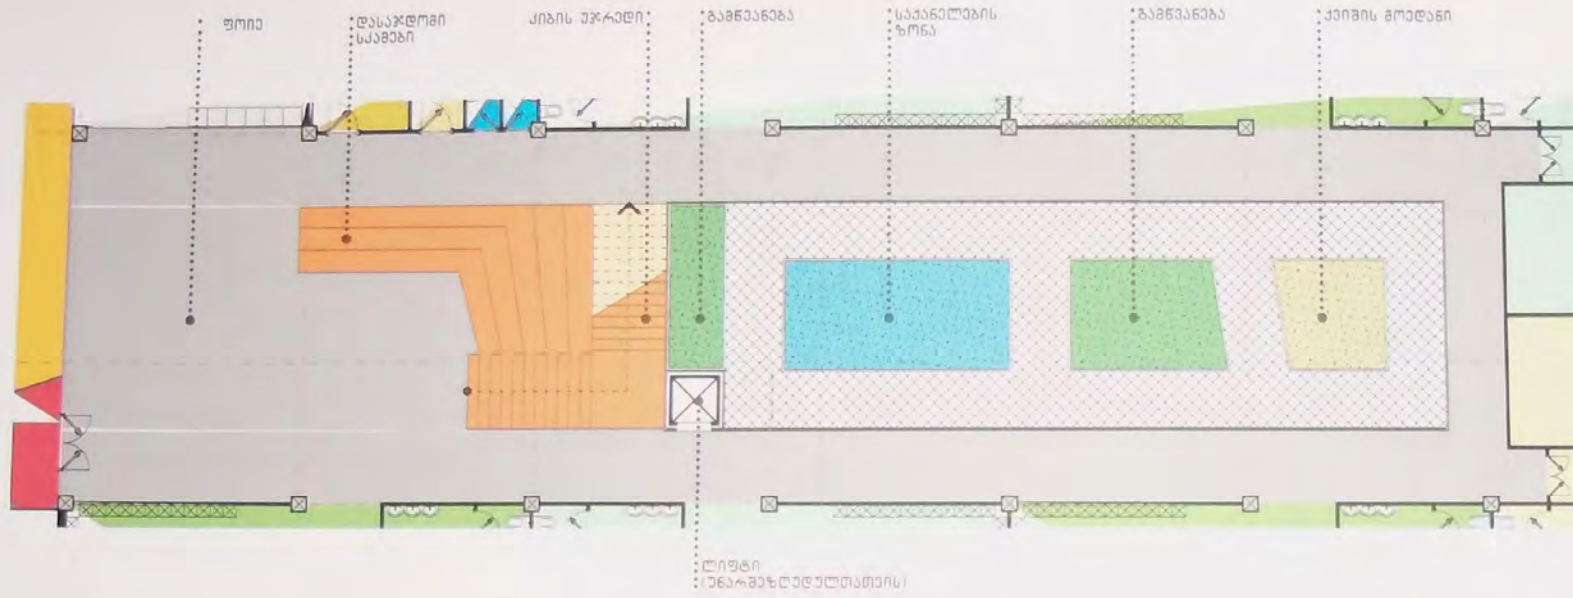 ფოიე
დასაჯდომი
სკამები
კიბის უჯრედი
გამწვანება
საქანელების
ზონა
გამწვანება
ქვიშის მოედანი
ლიფტი
(უნარშეზღუდულთათვის)